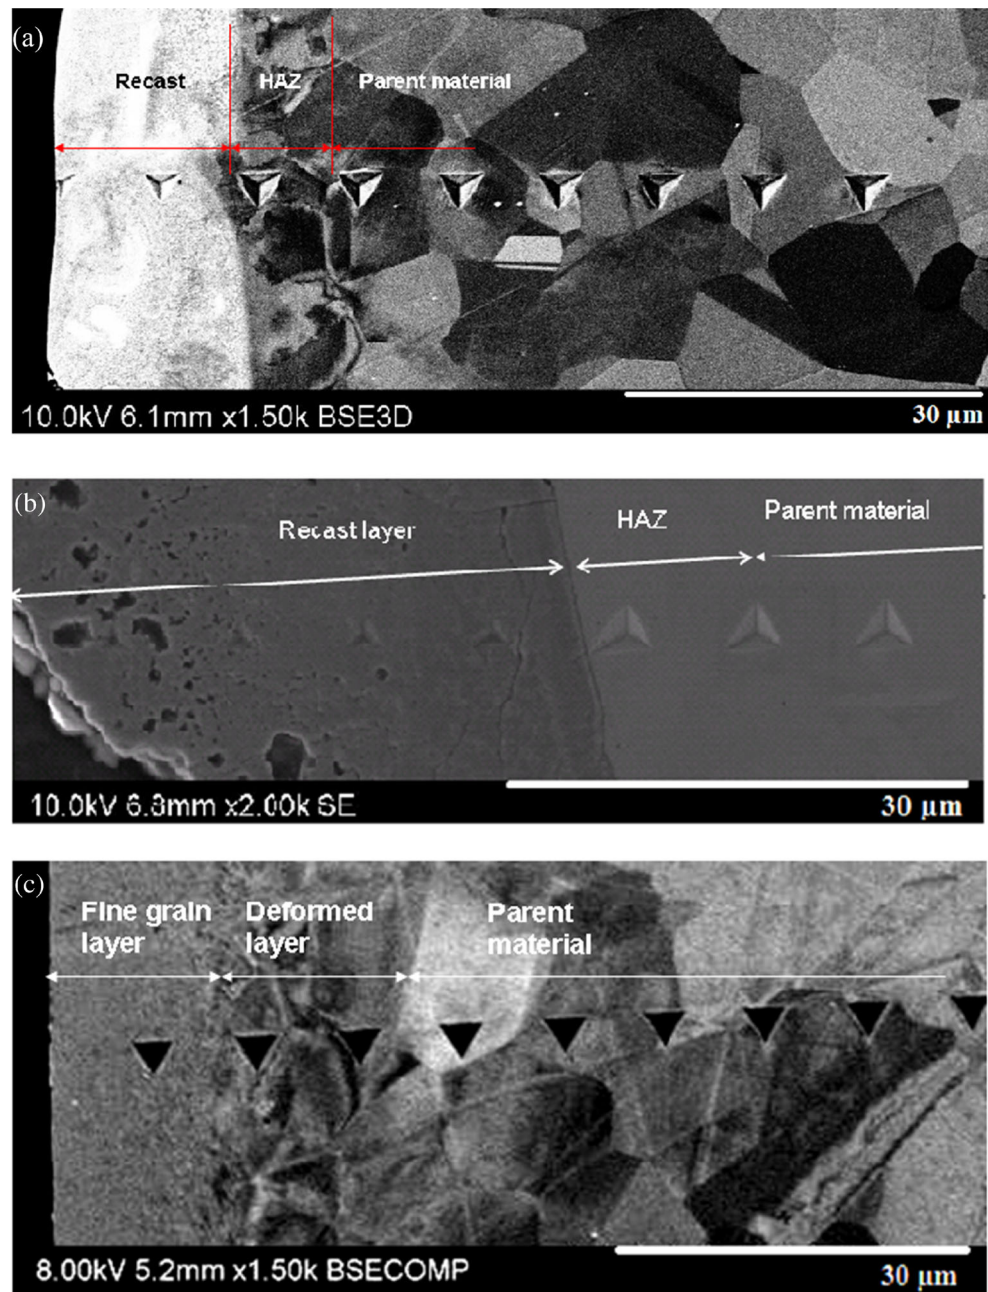 (a)
Recast
HAZ
Parent material
10.0kV 6.1mm x1.50k BSE3D
30 µm
(b)
Recast layer
HAZ
Parent material
10.0kV 6.8mm x2.00k SE
30 µm
(c)
Fine grain
layer
Deformed
layer
Parent
material
8.00kV 5.2mm x1.50k BSECOMP
30 µm